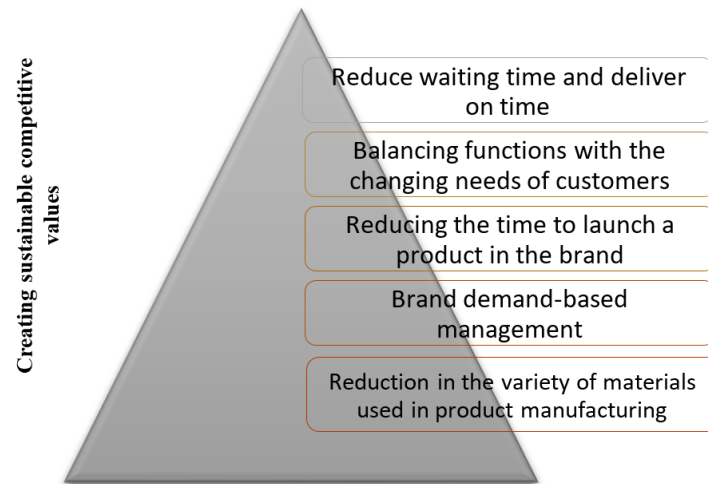 Creating sustainable competitive
values
Reduce waiting time and deliver
on time
Balancing functions with the
changing needs of customers
Reducing the time to launch a
product in the brand
Brand demand-based
management
Reduction in the variety of materials
used in product manufacturing